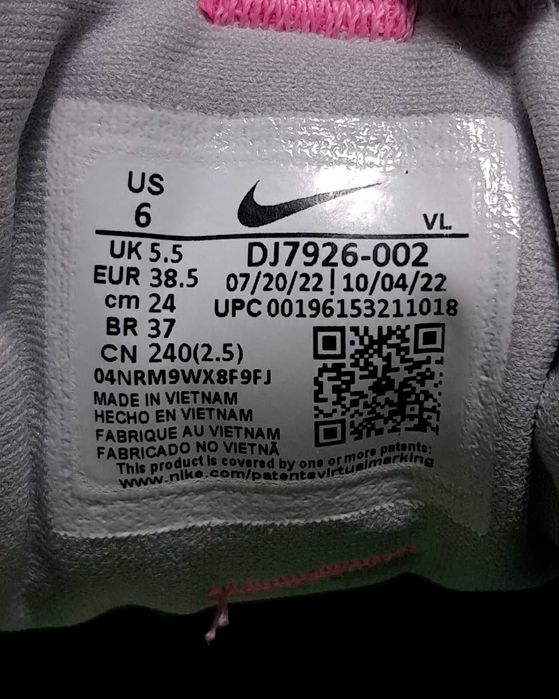 US
6
VL.
UK 5.5
DJ7926-002
EUR 38.5
07/20/22 | 10/04/22
cm 24
UPC 00196153211018
BR 37
CN 240(2.5)
04NRM9WX8F9FJ
MADE IN VIETNAM
HECHO EN VIETNAM
FABRIQUE AU VIETNAM
FABRICADO NO VIETNÃ
This product is covered by one or more patents:
www.nike.com/patentsvirtualmarking